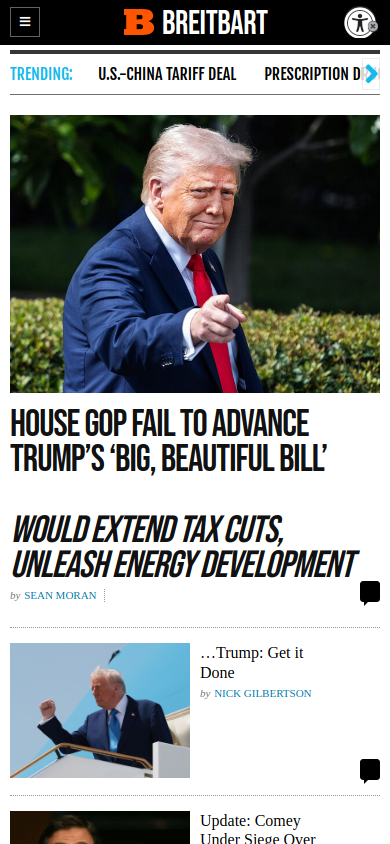 B BREITBART
TRENDING: U.S.–CHINA TARIFF DEAL PRESCRIPTION D
HOUSE GOP FAIL TO ADVANCE
TRUMP’S ‘BIG, BEAUTIFUL BILL’
WOULD EXTEND TAX CUTS,
UNLEASH ENERGY DEVELOPMENT
by SEAN MORAN
…Trump: Get it
Done
by NICK GILBERTSON
Update: Comey
Under Siege Over